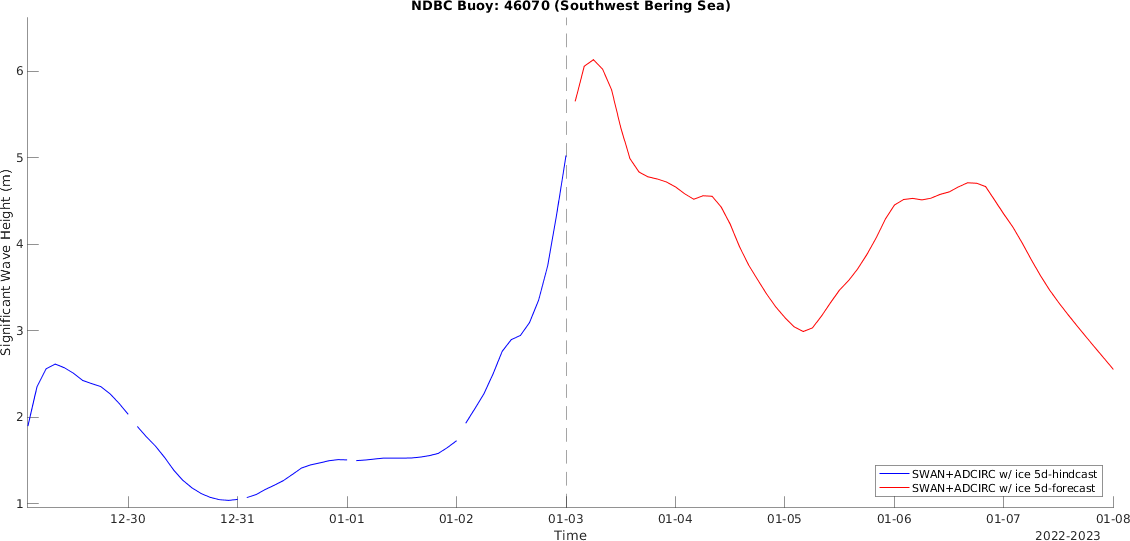 NDBC Buoy: 46070 (Southwest Bering Sea)
Significant Wave Height (m)
6
5
4
3
2
1
SWAN+ADCIRC w/ ice 5d-hindcast
SWAN+ADCIRC w/ ice 5d-forecast
12-30 12-31 01-01 01-02 01-03 01-04 01-05 01-06 01-07 01-08
Time
2022-2023